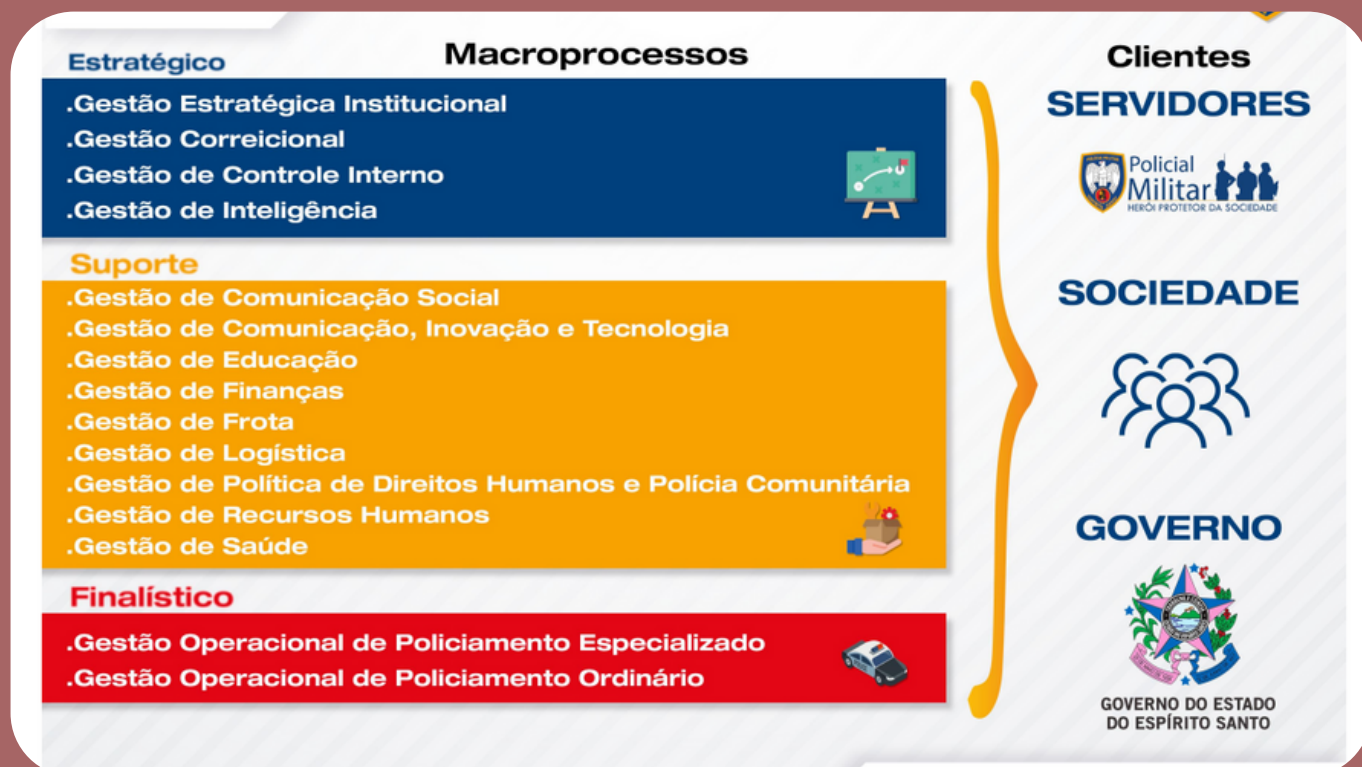 Macroprocessos
Estratégico
.Gestão Estratégica Institucional
.Gestão Correicional
.Gestão de Controle Interno
.Gestão de Inteligência
Suporte
.Gestão de Comunicação Social
.Gestão de Comunicação, Inovação e Tecnologia
.Gestão de Educação
.Gestão de Finanças
.Gestão de Frota
.Gestão de Logística
.Gestão de Política de Direitos Humanos e Polícia Comunitária
.Gestão de Recursos Humanos
.Gestão de Saúde
Finalístico
.Gestão Operacional de Policiamento Especializado
.Gestão Operacional de Policiamento Ordinário
Clientes
SERVIDORES
Policial
Militar
HERÓI PROTETOR DA SOCIEDADE
SOCIEDADE
GOVERNO
GOVERNO DO ESTADO
DO ESPÍRITO SANTO